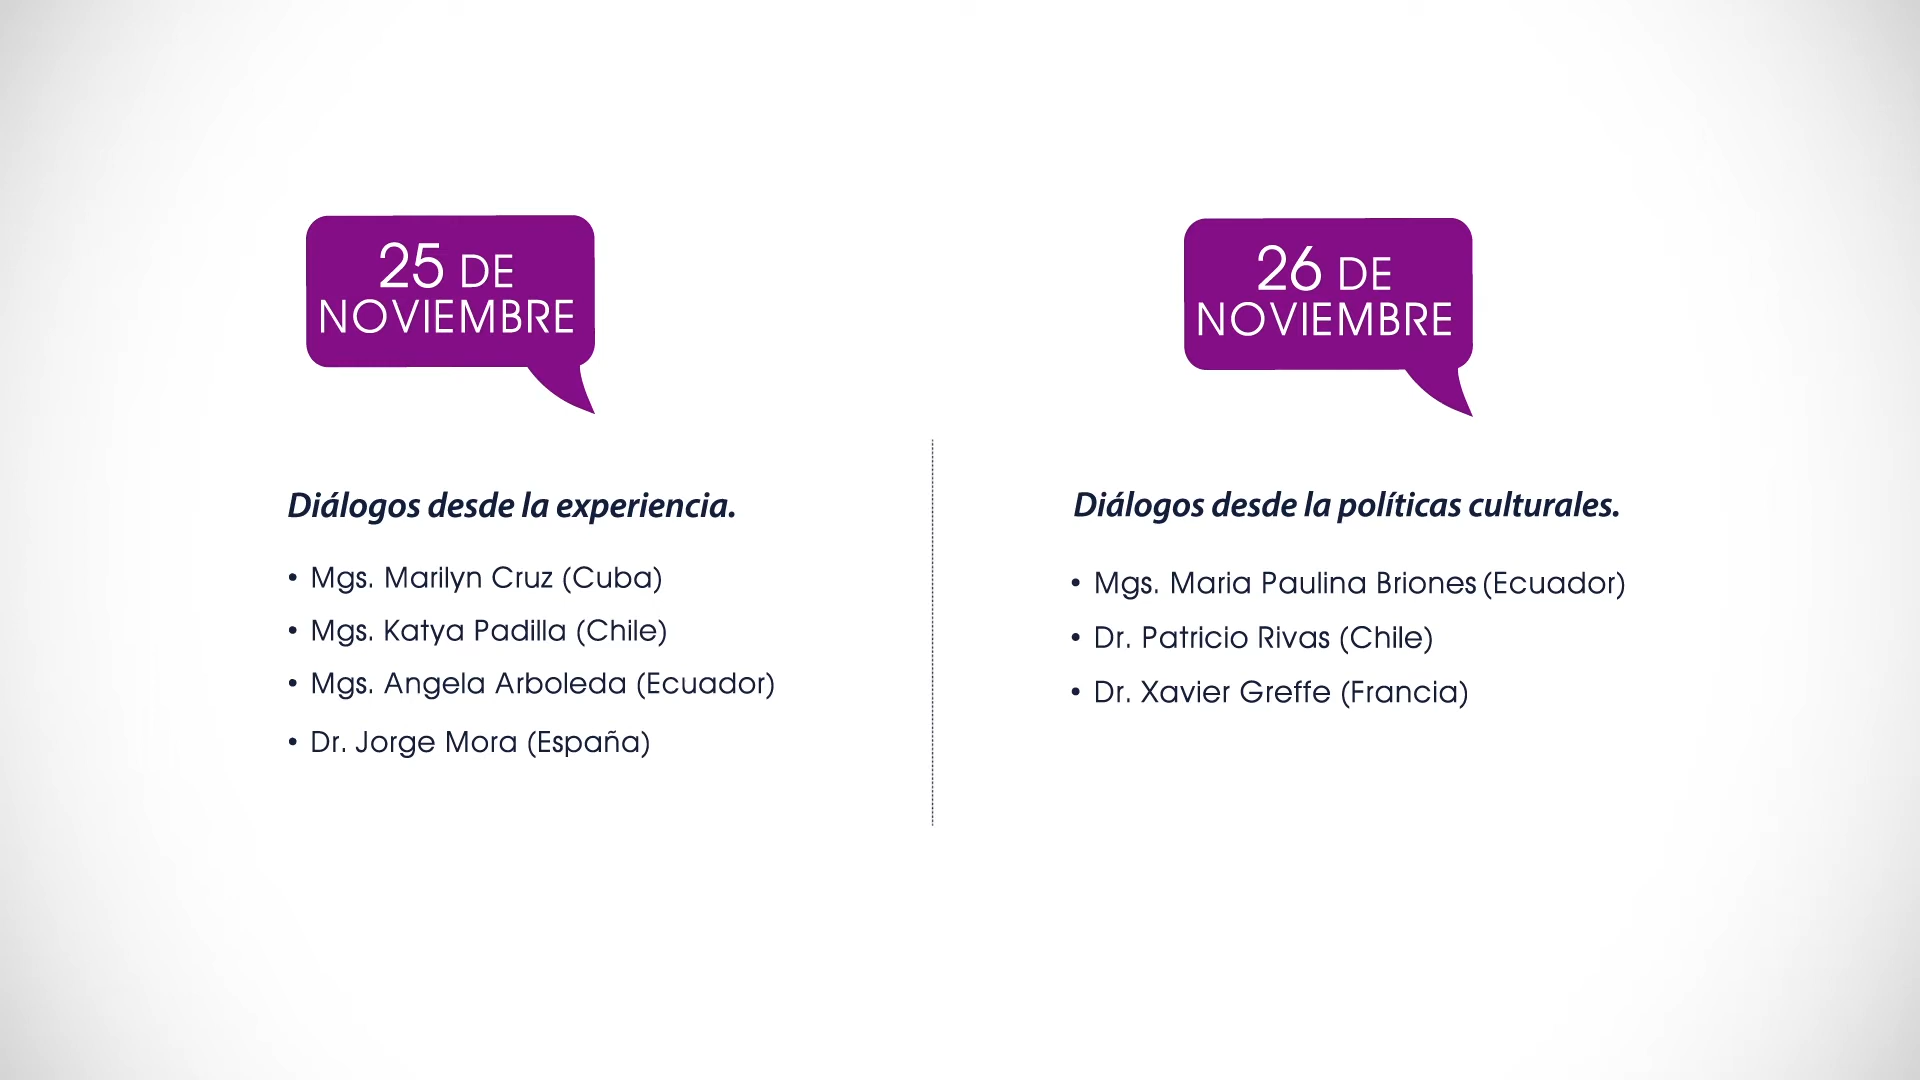 25 DE
NOVIEMBRE
Diálogos desde la experiencia.
• Mgs. Marilyn Cruz (Cuba)
• Mgs. Katya Padilla (Chile)
• Mgs. Angela Arboleda (Ecuador)
• Dr. Jorge Mora (España)
26 DE
NOVIEMBRE
Diálogos desde la políticas culturales.
• Mgs. Maria Paulina Briones (Ecuador)
• Dr. Patricio Rivas (Chile)
• Dr. Xavier Greffe (Francia)